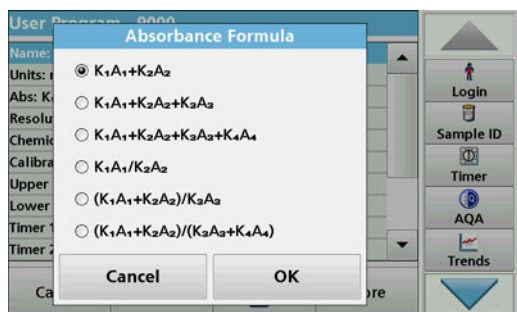 User Program - 9000
Absorbance Formula
Name:
K₁A₁+K₂A₂
Units:
Login
Abs: K₁
K₁A₁+K₂A₂+K₃A₃
Resolu
Sample ID
Chemic
K₁A₁+K₂A₂+K₃A₃+K₄A₄
Calibra
K₁A₁/K₂A₂
Timer
Upper
Lower
(K₁A₁+K₂A₂)/K₃A₃
AQA
Timer 1
(K₁A₁+K₂A₂)/(K₃A₃+K₄A₄)
Timer 2
Trends
Cancel
OK
Ca
ore